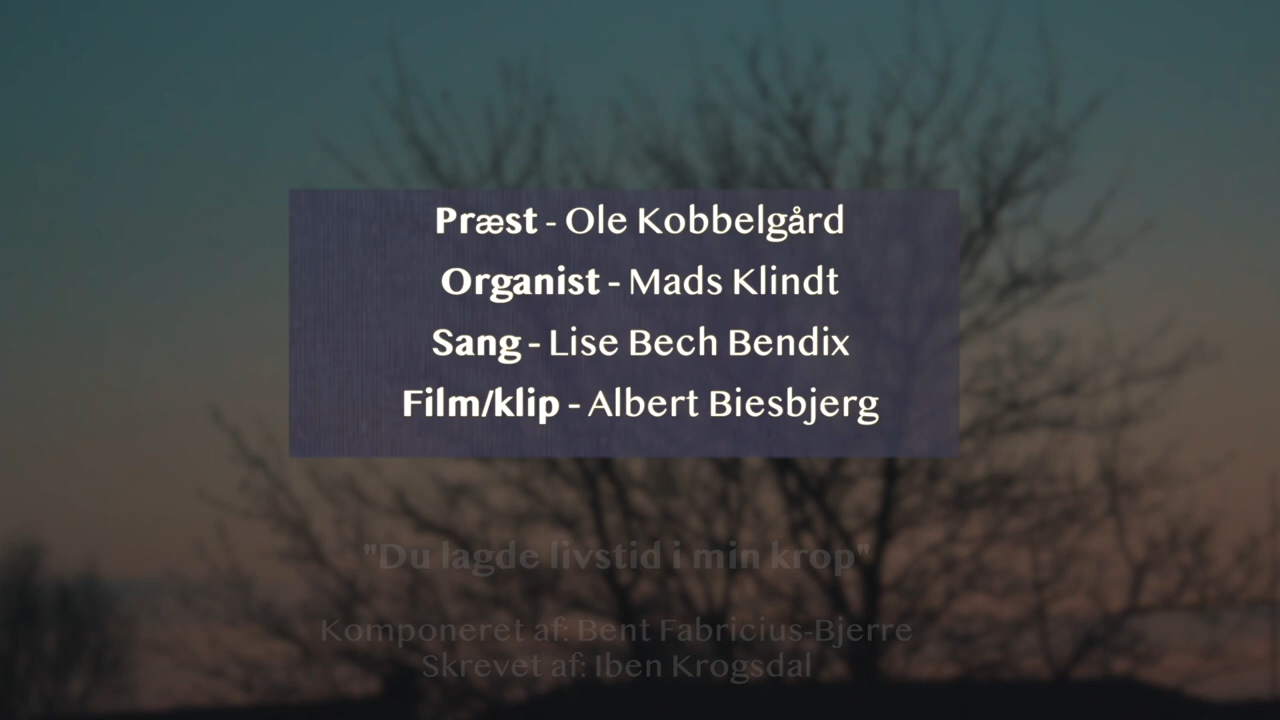 Præst - Ole Kobbelgård
Organist - Mads Klindt
Sang - Lise Bech Bendix
Film/klip - Albert Biesbjerg
"Du lagde livstid i min krop"
Komponeret af: Bent Fabricius-Bjerre
Skrevet af: Iben Krogsdal